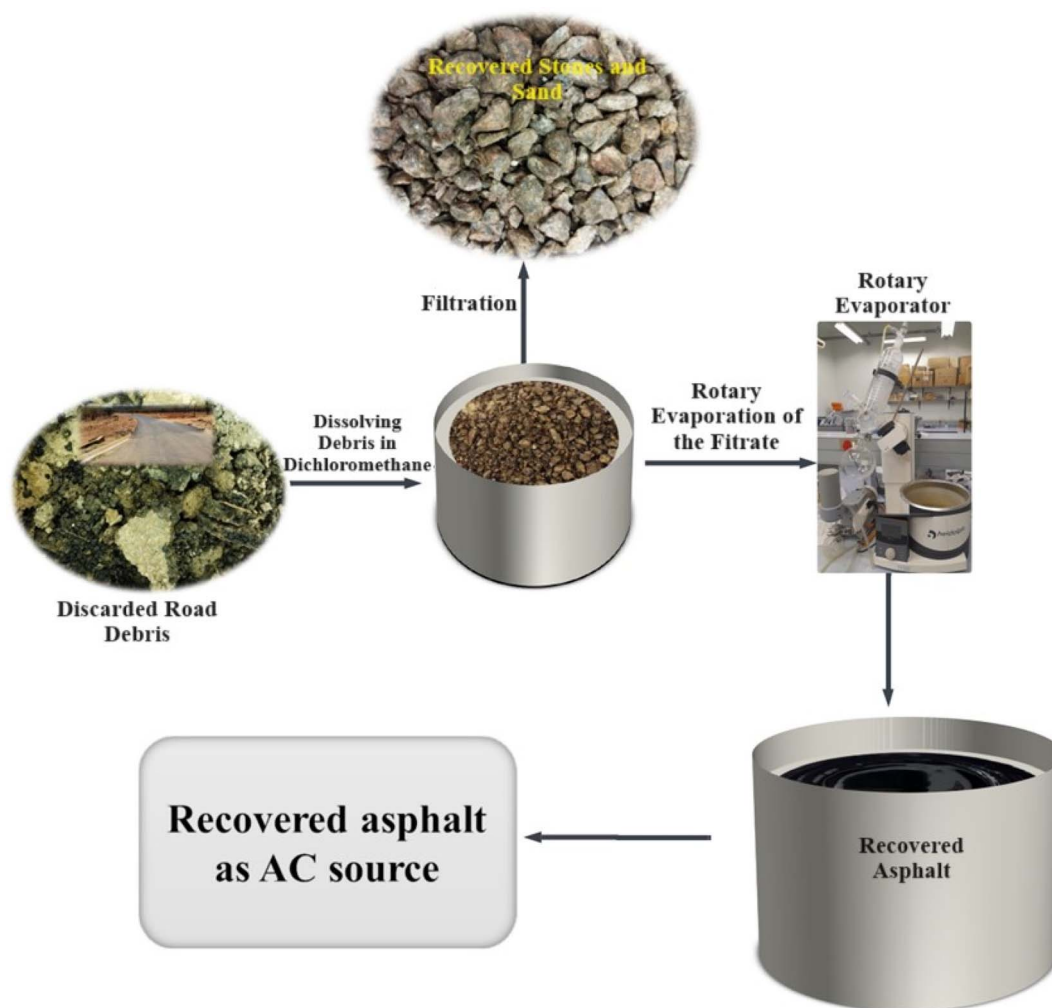 Recovered Stones and
Sand
Filtration
Rotary
Evaporator
Dissolving
Debris in
Dichloromethane
Rotary
Evaporation of
the Fitrate
Discarded Road
Debris
Recovered asphalt
as AC source
Recovered
Asphalt